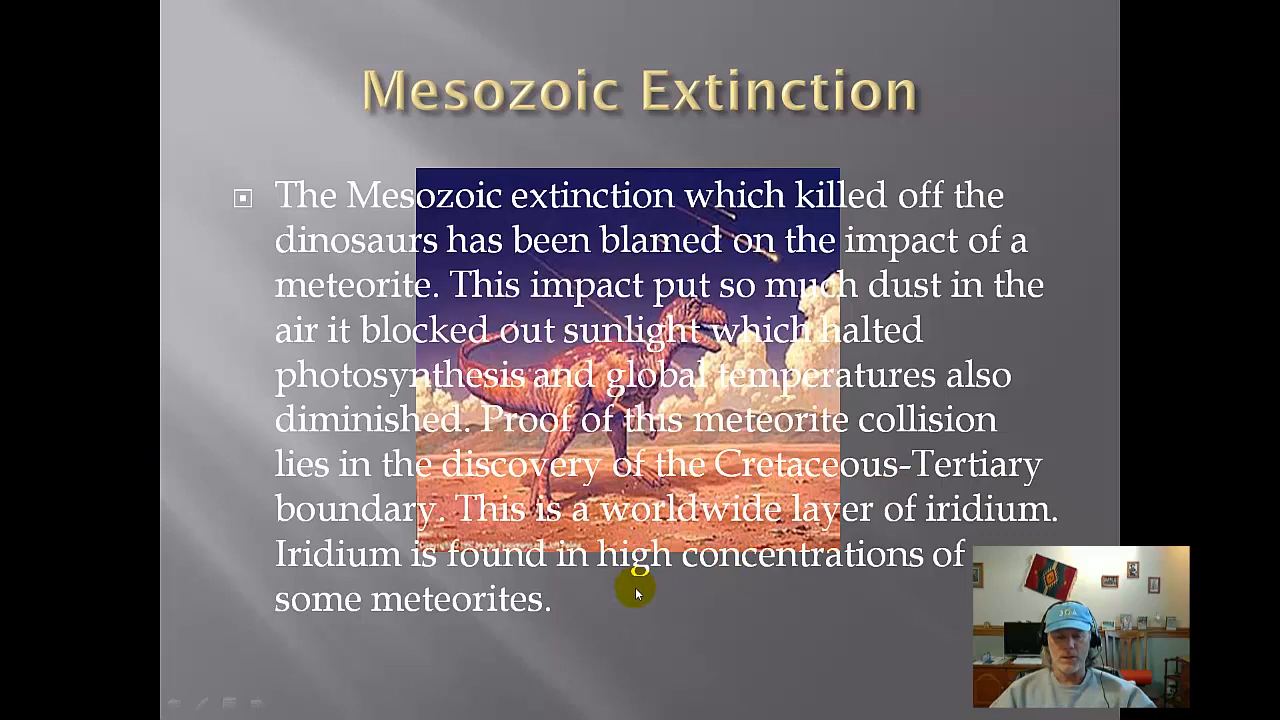 Mesozoic Extinction
The Mesozoic extinction which killed off the
dinosaurs has been blamed on the impact of a
meteorite. This impact put so much dust in the
air it blocked out sunlight which halted
photosynthesis and global temperatures also
diminished. Proof of this meteorite collision
lies in the discovery of the Cretaceous-Tertiary
boundary. This is a worldwide layer of iridium.
Iridium is found in high concentrations of
some meteorites.